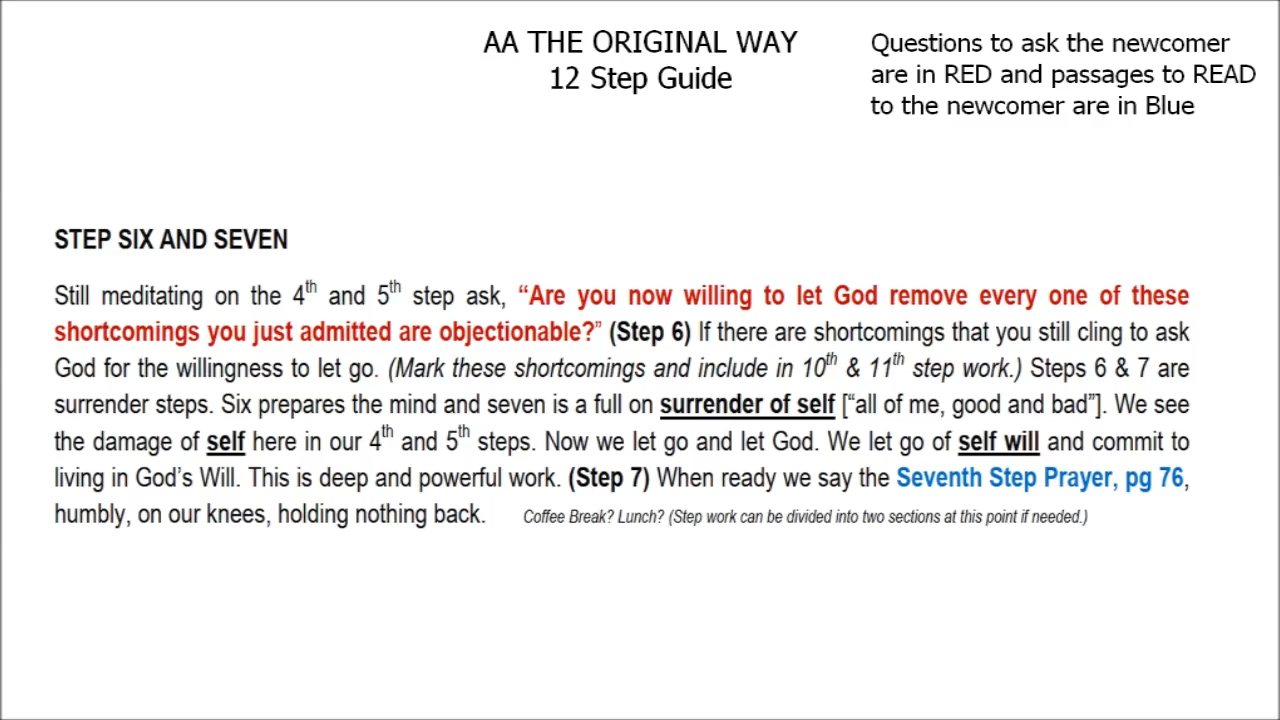 AA THE ORIGINAL WAY
12 Step Guide
Questions to ask the newcomer
are in RED and passages to READ
to the newcomer are in Blue
STEP SIX AND SEVEN
Still meditating on the 4th and 5th step ask, “Are you now willing to let God remove every one of these
shortcomings you just admitted are objectionable?” (Step 6) If there are shortcomings that you still cling to ask
God for the willingness to let go. (Mark these shortcomings and include in 10th & 11th step work.) Steps 6 & 7 are
surrender steps. Six prepares the mind and seven is a full on surrender of self [“all of me, good and bad”]. We see
the damage of self here in our 4th and 5th steps. Now we let go and let God. We let go of self will and commit to
living in God’s Will. This is deep and powerful work. (Step 7) When ready we say the Seventh Step Prayer, pg 76,
humbly, on our knees, holding nothing back. Coffee Break? Lunch? (Step work can be divided into two sections at this point if needed.)